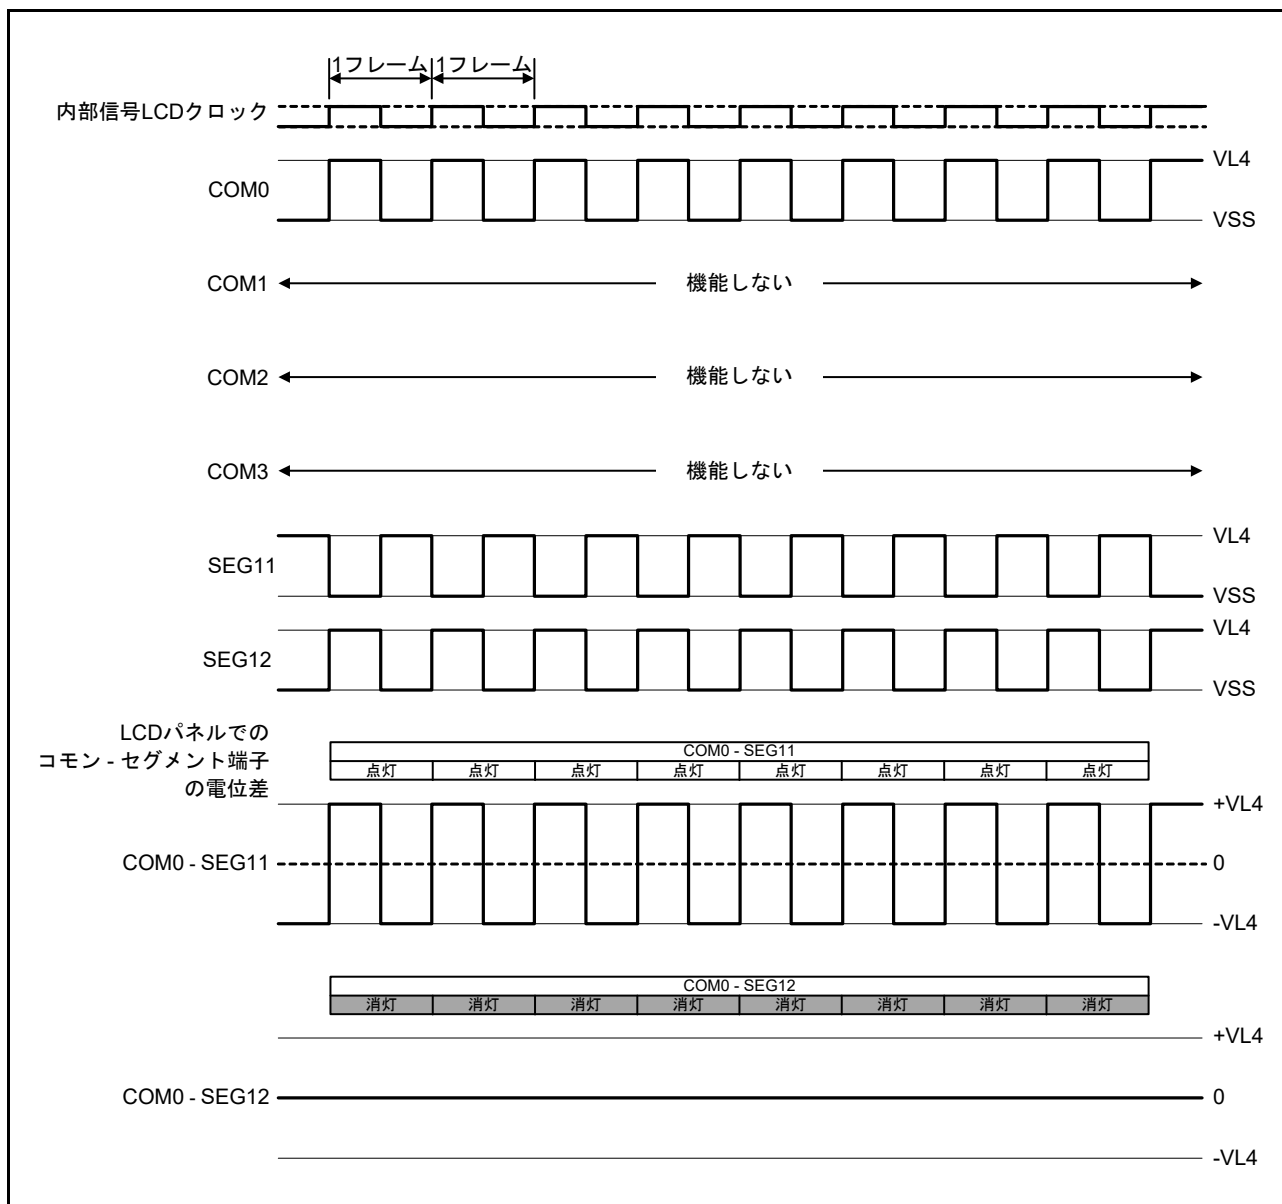 1フレーム 1フレーム
内部信号LCDクロック
VL4
COM0
VSS
COM1 機能しない
COM2 機能しない
COM3 機能しない
VL4
SEG11
VSS
VL4
SEG12
VSS
LCDパネルでの
コモン - セグメント端子
の電位差
COM0 - SEG11
点灯 点灯 点灯 点灯 点灯 点灯 点灯 点灯
+VL4
COM0 - SEG11 0
-VL4
COM0 - SEG12
消灯 消灯 消灯 消灯 消灯 消灯 消灯 消灯
+VL4
COM0 - SEG12 0
-VL4